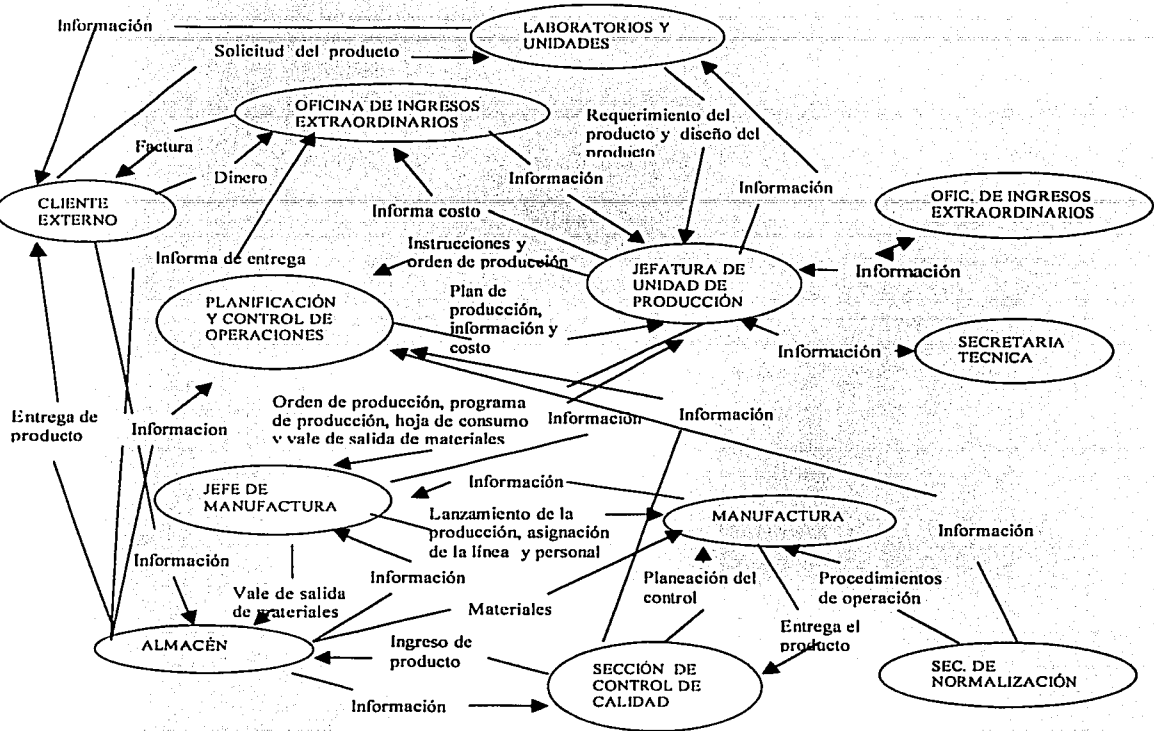 Información
LABORATORIOS Y
UNIDADES
Solicitud del producto
OFICINA DE INGRESOS
EXTRAORDINARIOS
Requerimiento del
producto y diseño del
producto
Factura
Dinero
Información
Información
CLIENTE
EXTERNO
Informa costo
OFIC. DE INGRESOS
EXTRAORDINARIOS
Informa de entrega
Instrucciones y
orden de producción
JEFATURA DE
UNIDAD DE
PRODUCCIÓN
Información
PLANIFICACIÓN
Y CONTROL DE
OPERACIONES
Plan de
producción,
información y
costo
Información
SECRETARIA
TECNICA
Entrega de
producto
Informacion
Orden de producción, programa
de producción, hoja de consumo
y vale de salida de materiales
Información
Información
JEFE DE
MANUFACTURA
Información
Lanzamiento de la
producción, asignación
de la línea y personal
MANUFACTURA
Información
Información
Vale de salida
de materiales
Información
Materiales
Planeación del
control
Procedimientos
de operación
Entrega el
producto
ALMACÉN
Ingreso de
producto
SECCIÓN DE
CONTROL DE
CALIDAD
SEC. DE
NORMALIZACIÓN
Información